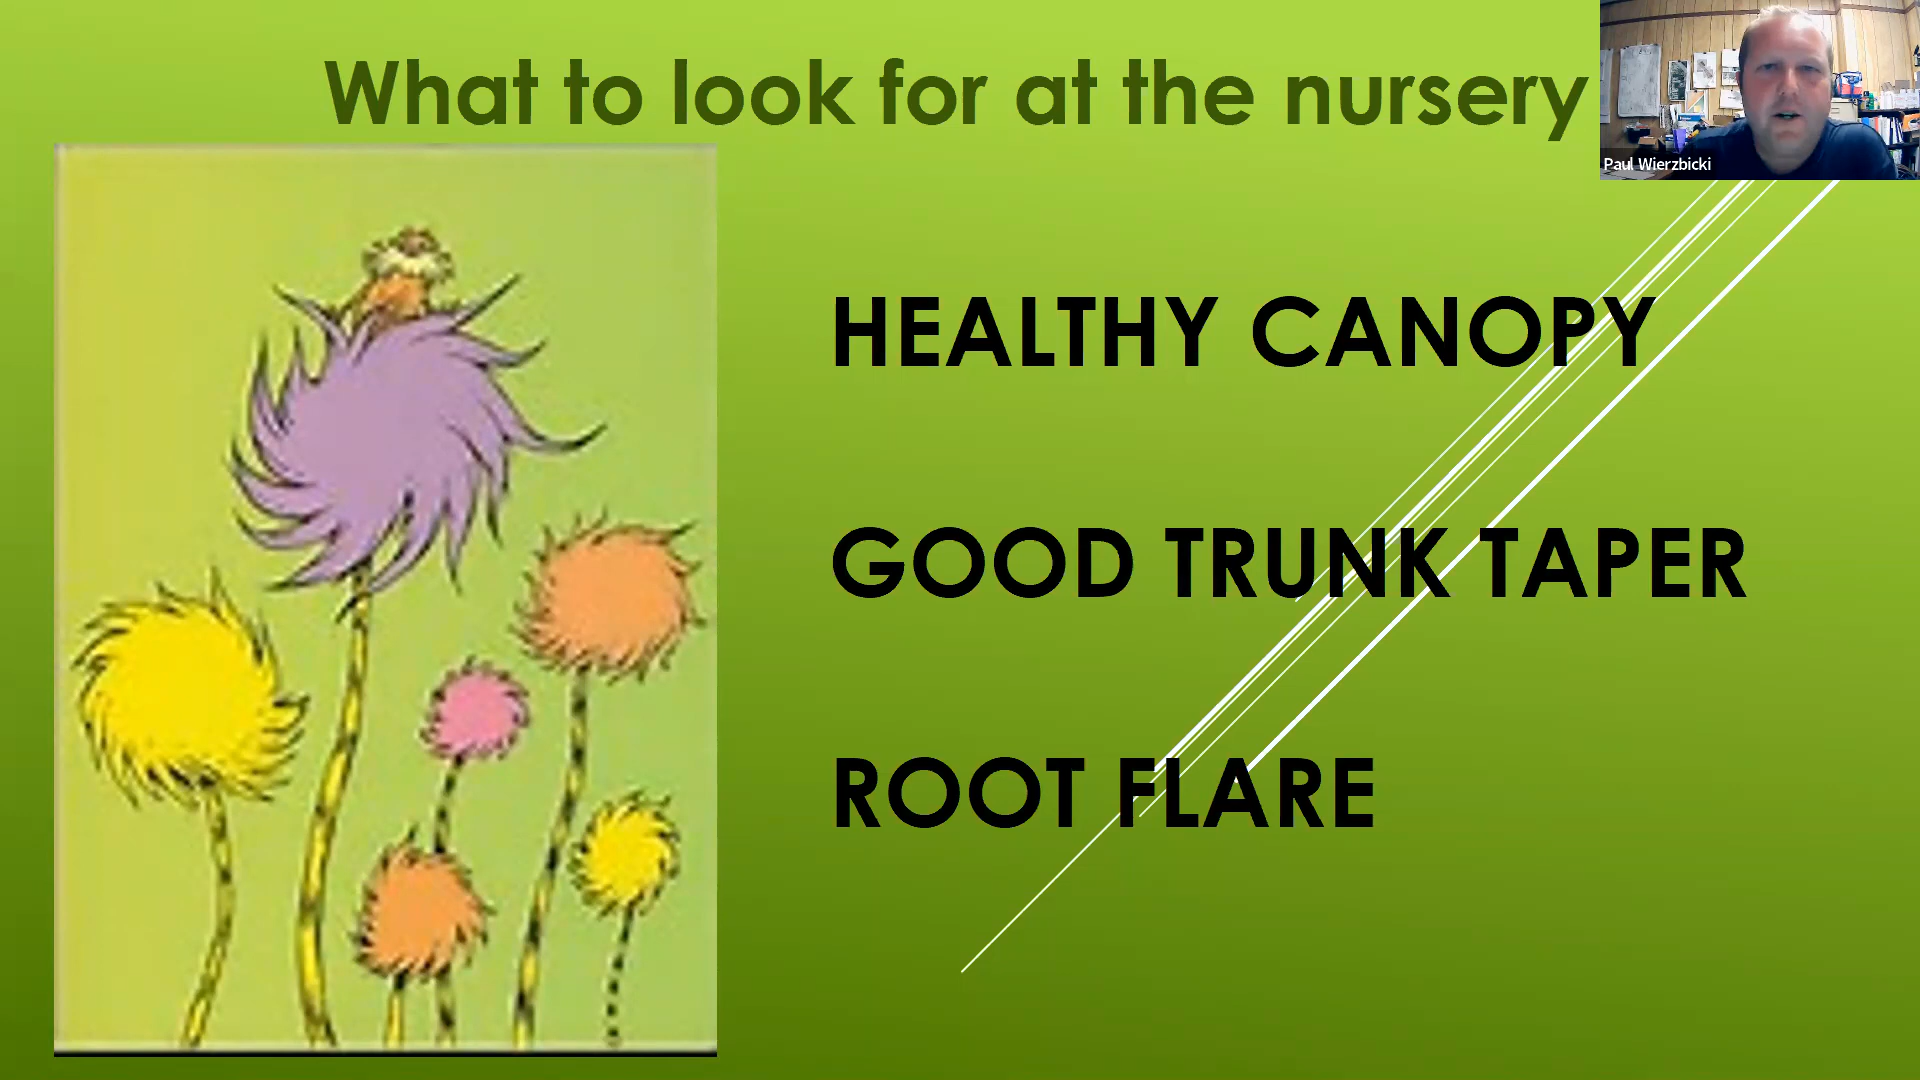 What to look for at the nursery
Paul Wierzbicki
HEALTHY CANOPY
GOOD TRUNK TAPER
ROOT FLARE